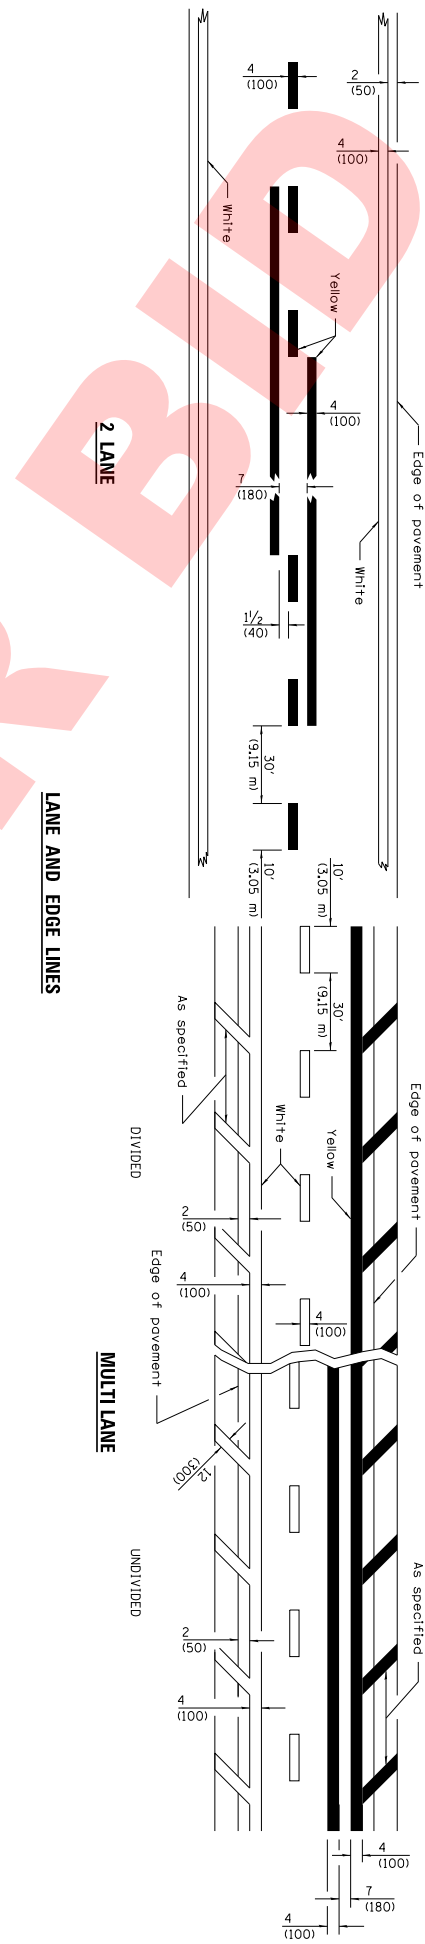 2
(50)
4
(100)
4
(100)
White
Yellow
Edge of pavement
4
(100)
2 LANE
7
(180)
White
1 1/2
(40)
30'
(9.15 m)
10'
(3.05 m)
10'
(3.05 m)
LANE AND EDGE LINES
30'
(9.15 m)
As specified
White
Yellow
Edge of pavement
DIVIDED
2
(50)
4
(100)
4
(100)
Edge of pavement
MULTI LANE
12
(300)
As specified
UNDIVIDED
2
(50)
4
(100)
4
(100)
7
(180)
4
(100)
R BID